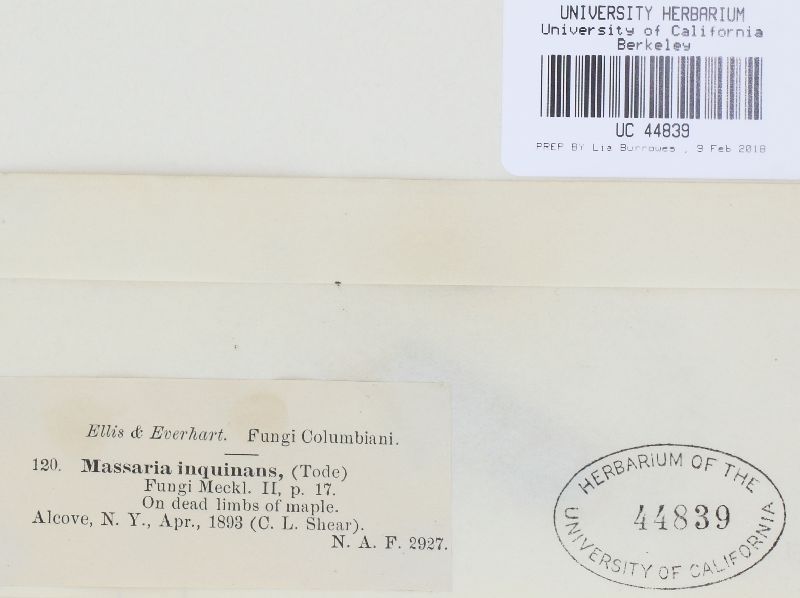 UNIVERSITY HERBARIUM
University of California
Berkeley
UC 44839
PREP BY Lia Burrowes , 9 Feb 2018
Ellis & Everhart. Fungi Columbiani.
120. Massaria inquinans, (Tode)
Fungi Meckl. II, p. 17.
On dead limbs of maple.
Alcove, N. Y., Apr., 1893 (C. L. Shear).
N. A. F. 2927.
HERBARIUM OF THE
44839
UNIVERSITY OF CALIFORNIA